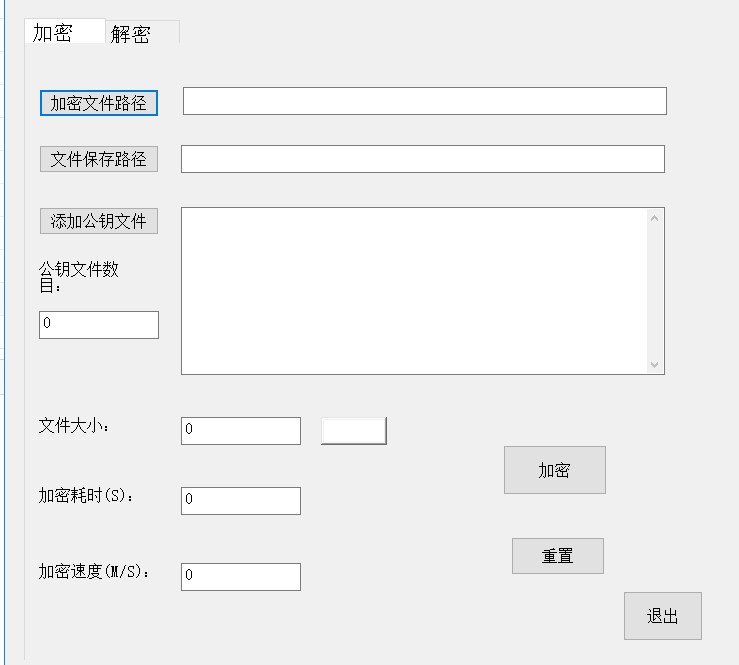 加密 解密
加密文件路径
文件保存路径
添加公钥文件
公钥文件数
目：
0
文件大小：
0
加密
加密耗时(S)：
0
重置
加密速度(M/S)：
0
退出